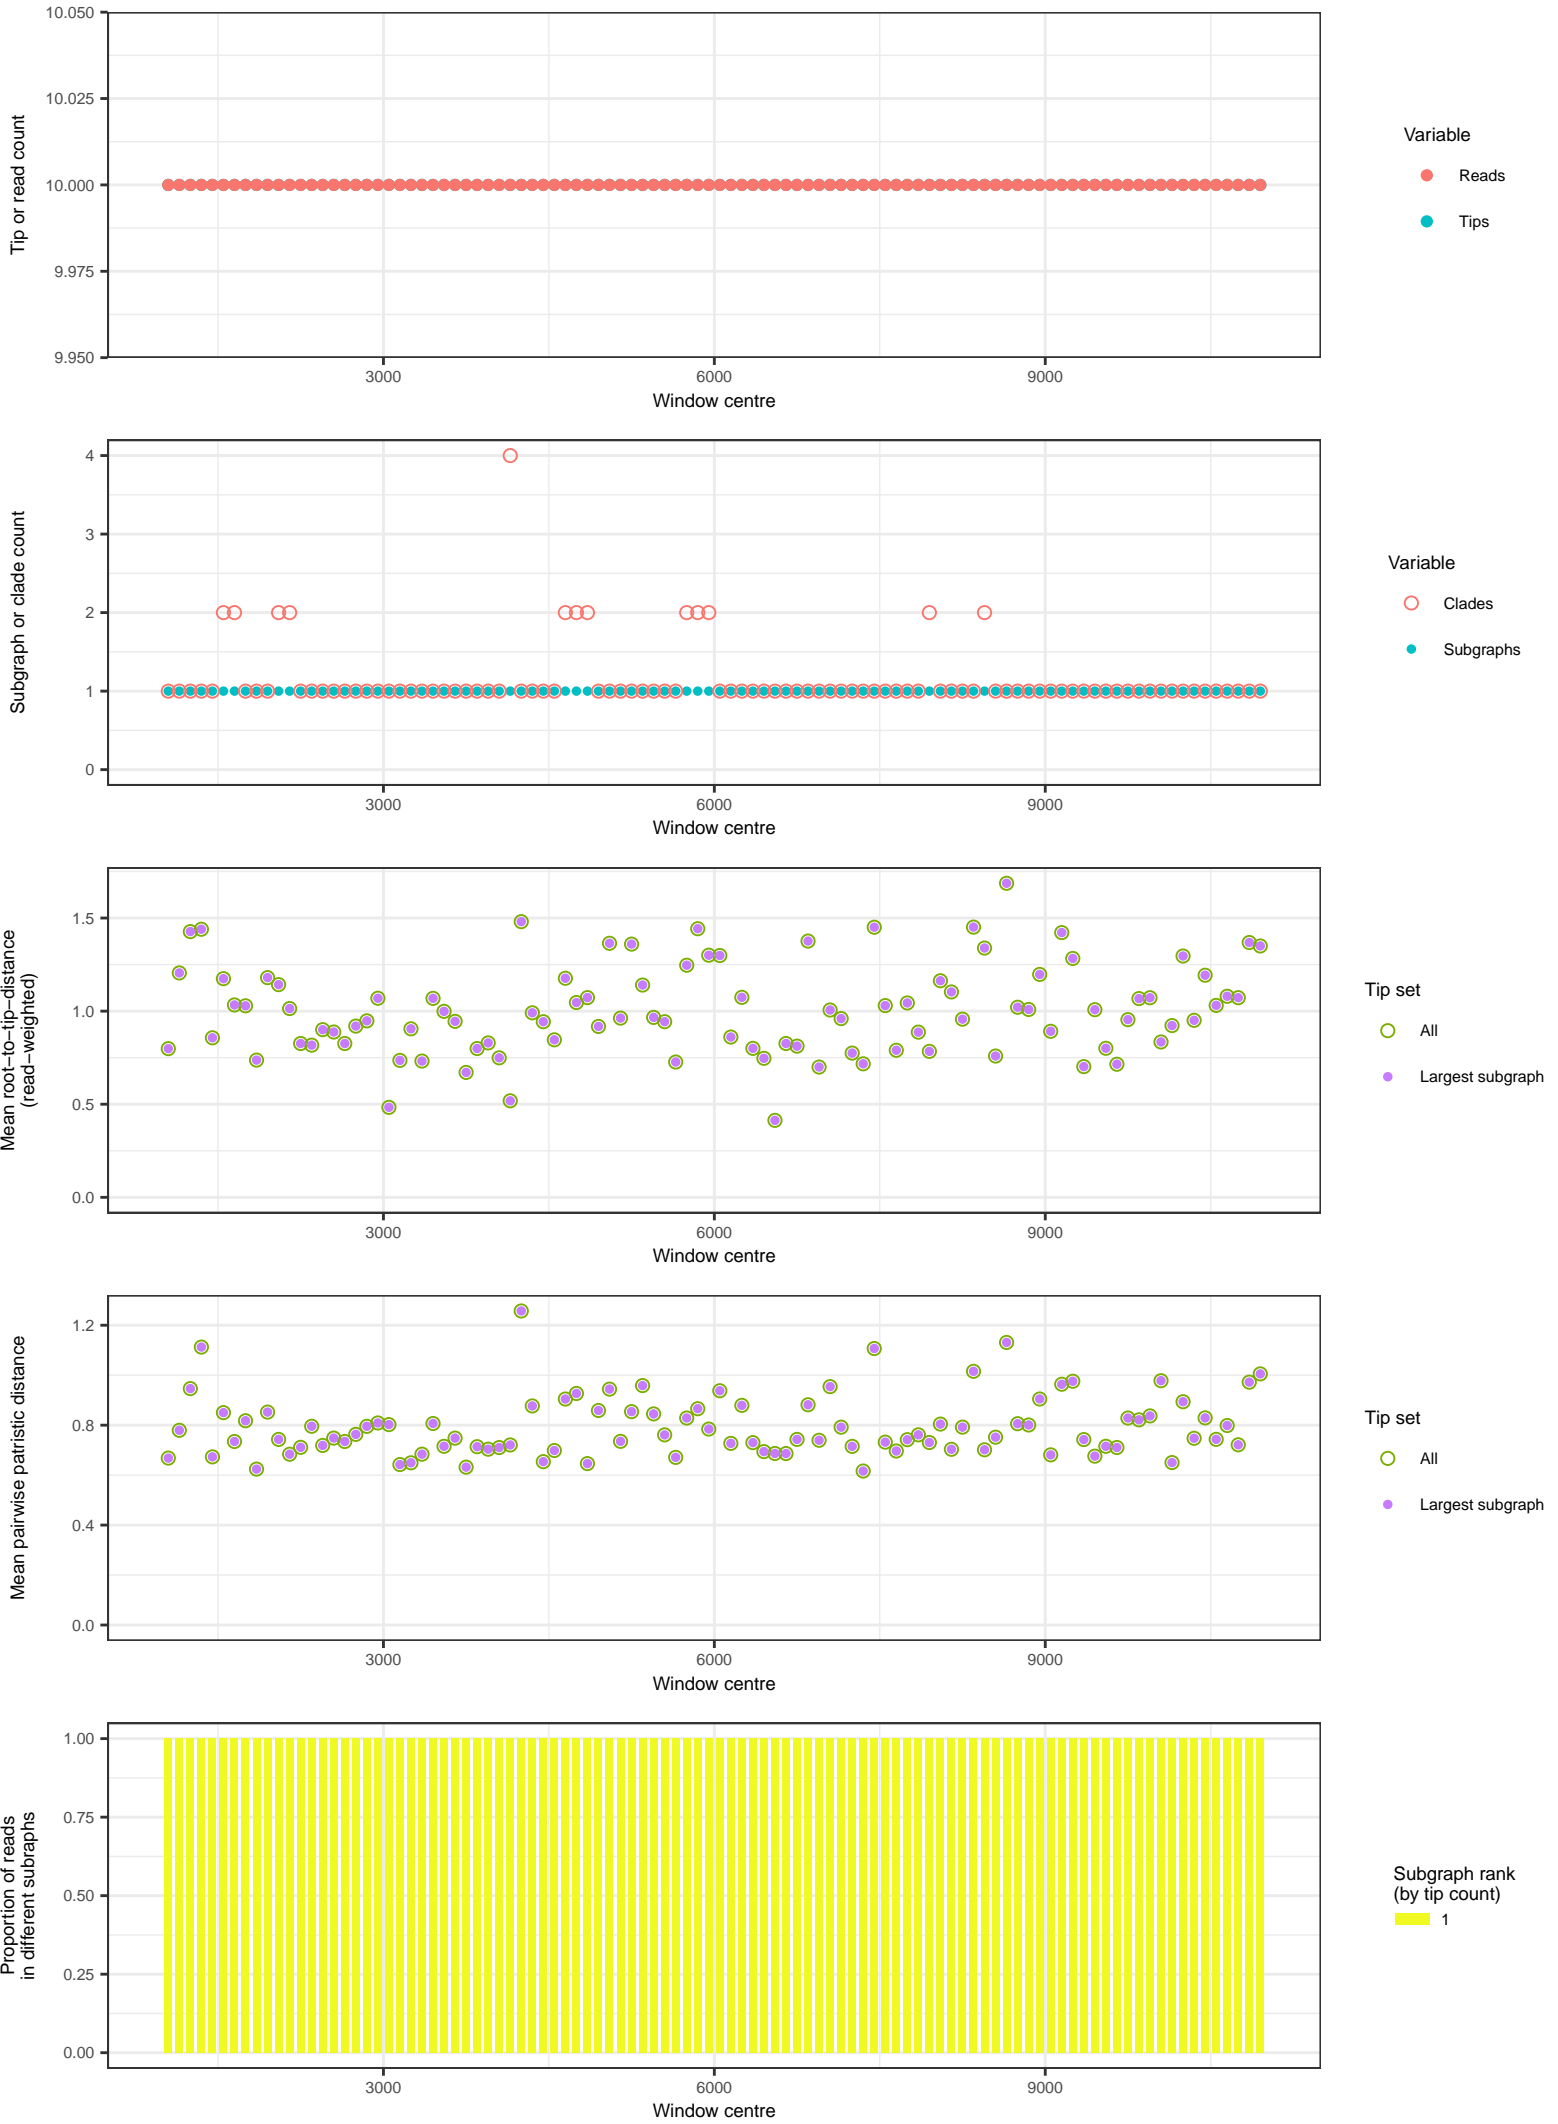 10.050
10.025
10.000
9.975
9.950
Tip or read count
3000
6000
9000
Window centre
Variable
Reads
Tips
4
3
2
1
0
Subgraph or clade count
3000
6000
9000
Window centre
Variable
Clades
Subgraphs
1.5
1.0
0.5
0.0
Mean root−to−tip−distance
(read−weighted)
3000
6000
9000
Window centre
Tip set
All
Largest subgraph
1.2
0.8
0.4
0.0
Mean pairwise patristic distance
3000
6000
9000
Window centre
Tip set
All
Largest subgraph
1.00
0.75
0.50
0.25
0.00
Proportion of reads
in different subraphs
3000
6000
9000
Window centre
Subgraph rank
(by tip count)
1